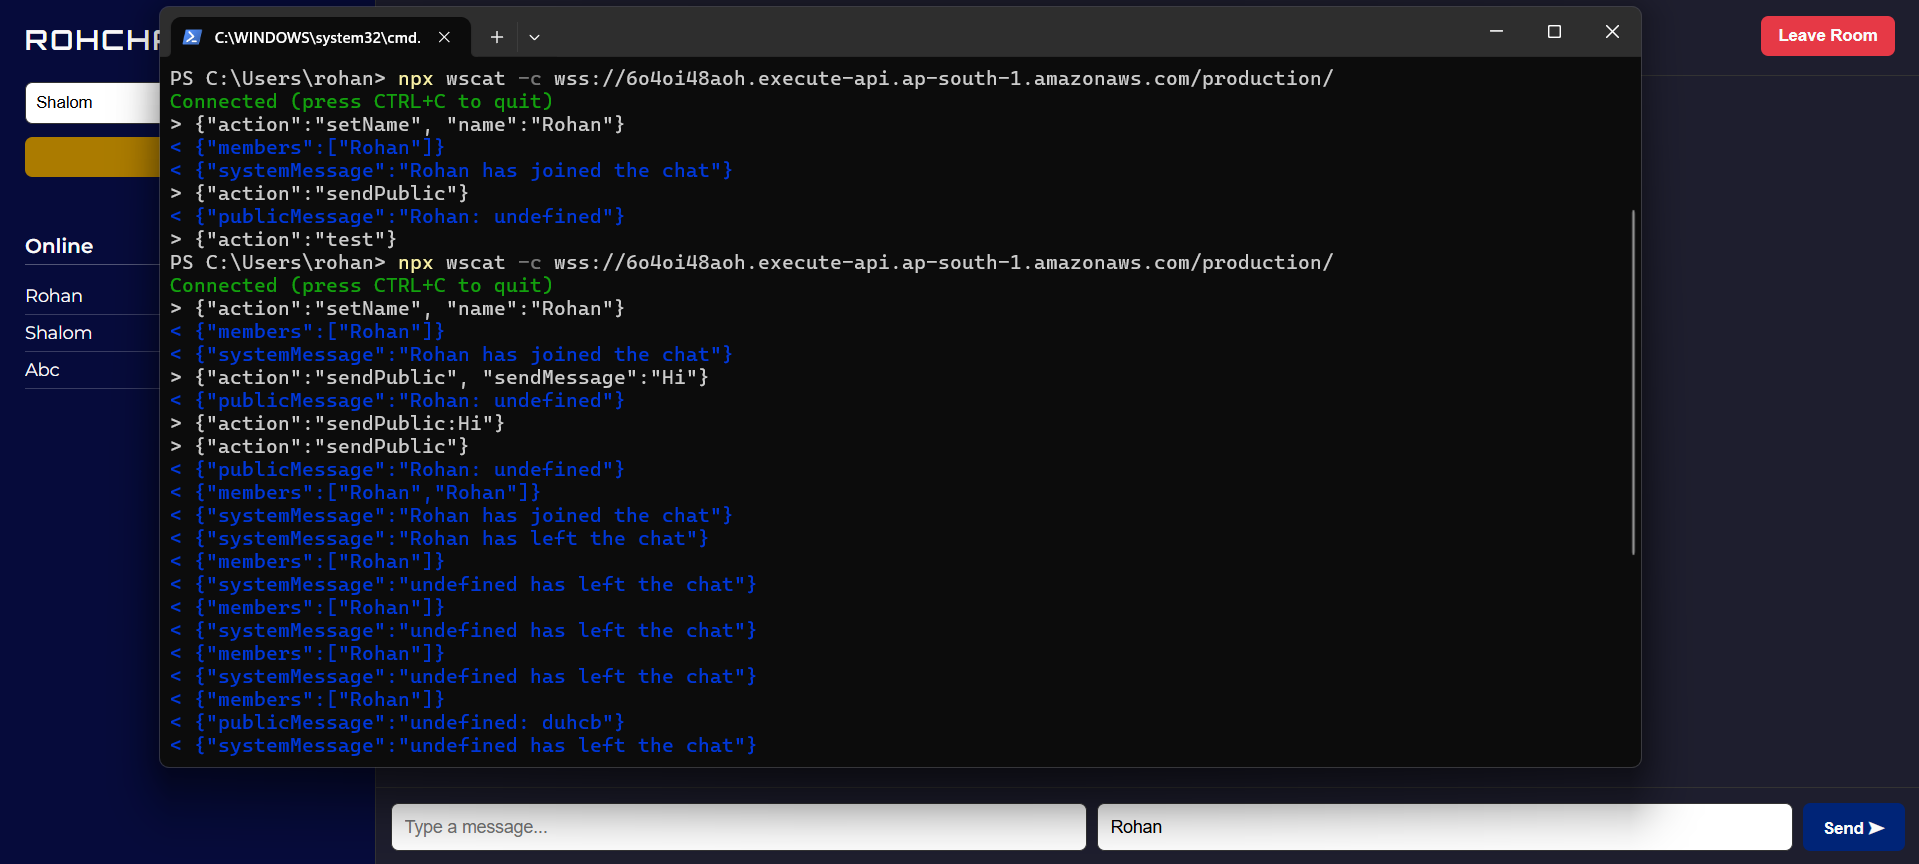 ROHCH
Shalom
Online
Rohan
Shalom
Abc
C:\WINDOWS\system32\cmd.
PS C:\Users\rohan> npx wscat -c wss://6o4oi48aoh.execute-api.ap-south-1.amazonaws.com/production/
Connected (press CTRL+C to quit)
> {"action":"setName", "name":"Rohan"}
< {"members":["Rohan"]}
< {"systemMessage":"Rohan has joined the chat"}
> {"action":"sendPublic"}
< {"publicMessage":"Rohan: undefined"}
> {"action":"test"}
PS C:\Users\rohan> npx wscat -c wss://6o4oi48aoh.execute-api.ap-south-1.amazonaws.com/production/
Connected (press CTRL+C to quit)
> {"action":"setName", "name":"Rohan"}
< {"members":["Rohan"]}
< {"systemMessage":"Rohan has joined the chat"}
> {"action":"sendPublic", "sendMessage":"Hi"}
< {"publicMessage":"Rohan: undefined"}
> {"action":"sendPublic:Hi"}
> {"action":"sendPublic"}
< {"publicMessage":"Rohan: undefined"}
< {"members":["Rohan","Rohan"]}
< {"systemMessage":"Rohan has joined the chat"}
< {"systemMessage":"Rohan has left the chat"}
< {"members":["Rohan"]}
< {"systemMessage":"undefined has left the chat"}
< {"members":["Rohan"]}
< {"systemMessage":"undefined has left the chat"}
< {"members":["Rohan"]}
< {"systemMessage":"undefined has left the chat"}
< {"members":["Rohan"]}
< {"publicMessage":"undefined: duhcb"}
< {"systemMessage":"undefined has left the chat"}
Leave Room
Type a message...
Rohan
Send ➤